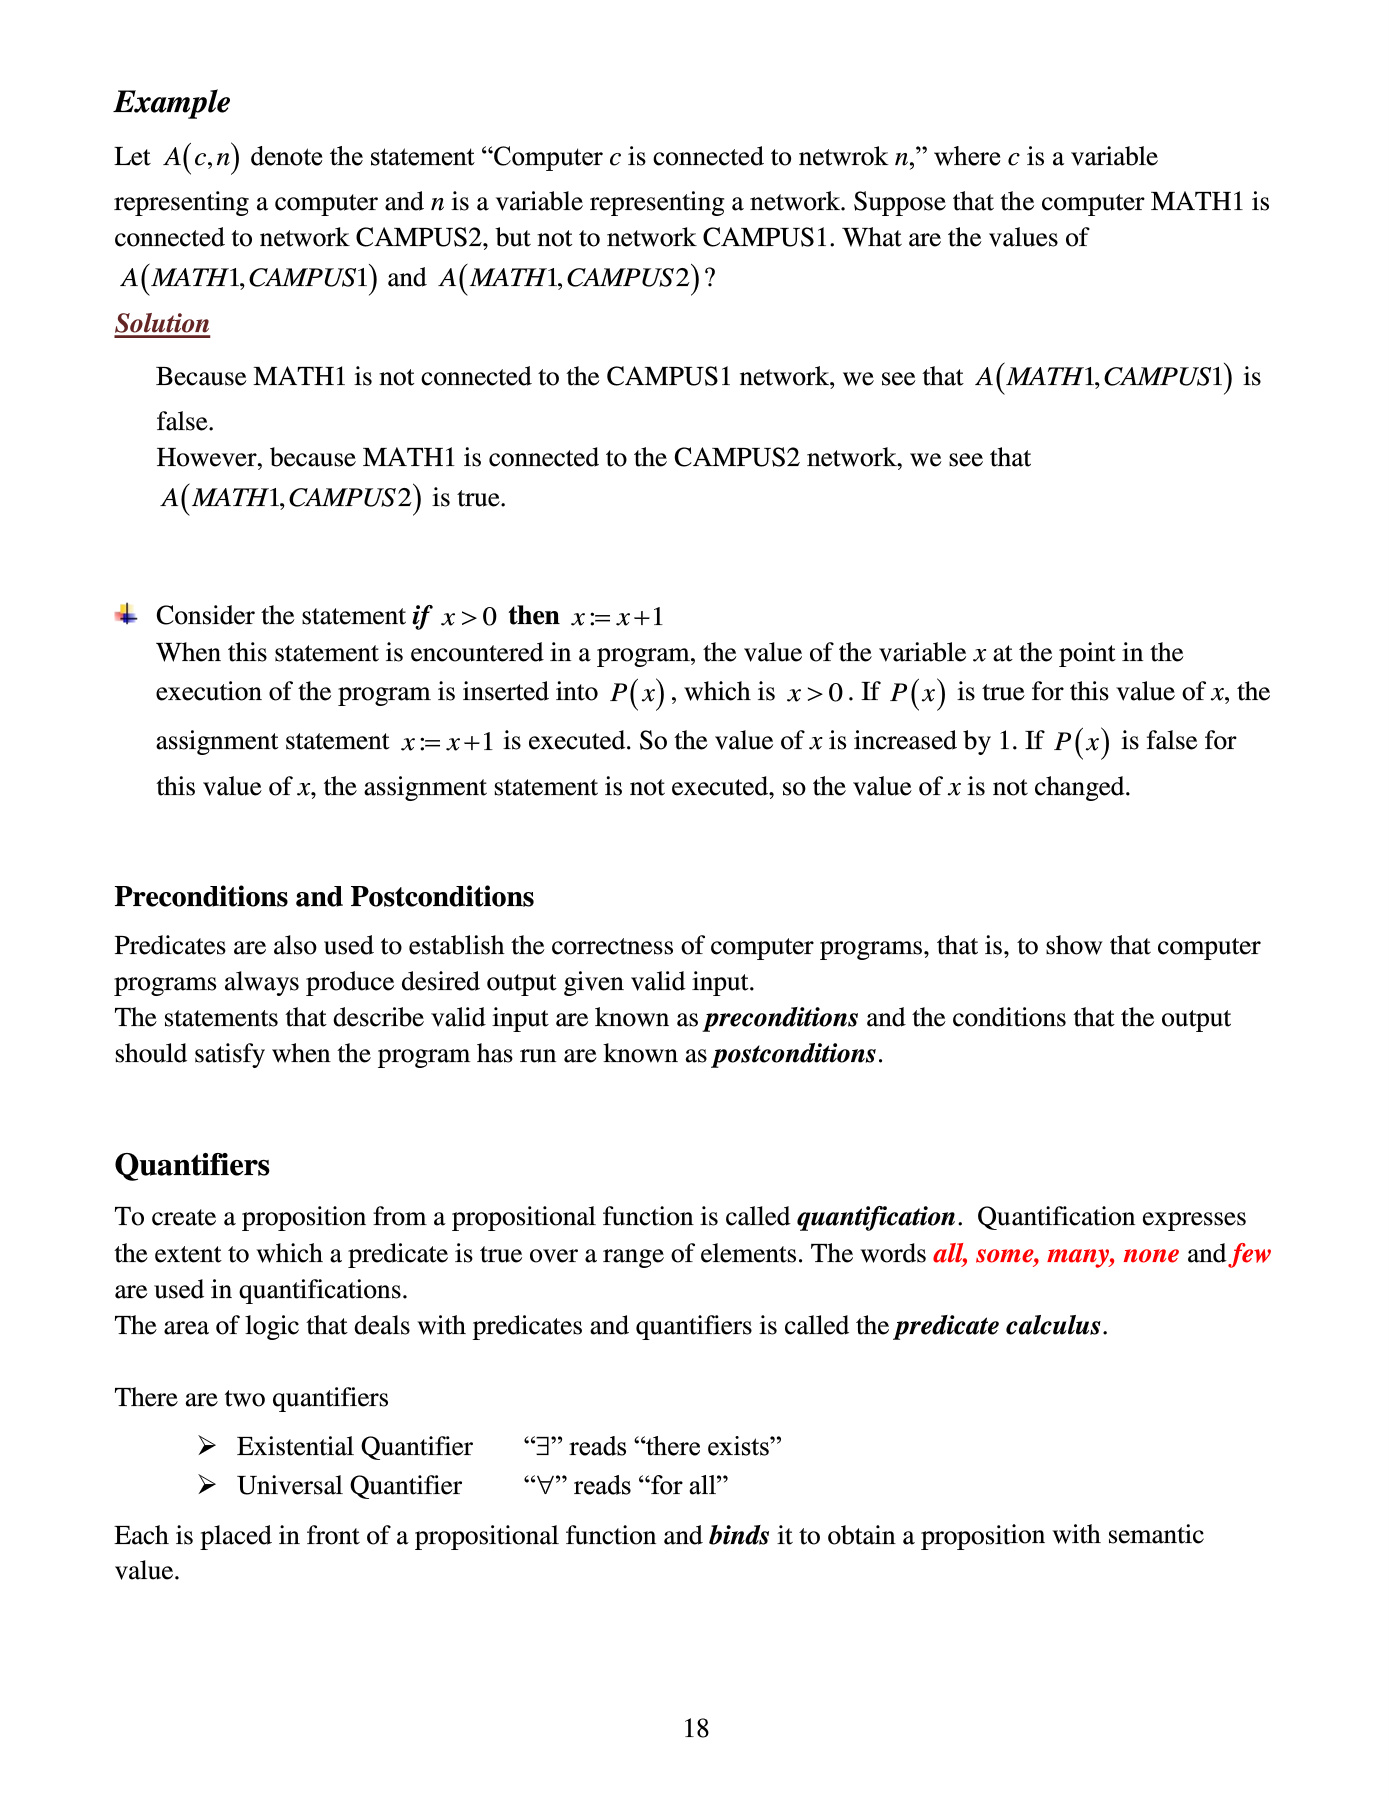 Example
Let A(c,n) denote the statement “Computer c is connected to netwrok n,” where c is a variable
representing a computer and n is a variable representing a network. Suppose that the computer MATH1 is
connected to network CAMPUS2, but not to network CAMPUS1. What are the values of
A(MATH1,CAMPUS1) and A(MATH1,CAMPUS2)?
Solution
Because MATH1 is not connected to the CAMPUS1 network, we see that A(MATH1,CAMPUS1) is
false.
However, because MATH1 is connected to the CAMPUS2 network, we see that
A(MATH1,CAMPUS2) is true.
Consider the statement if x > 0 then x := x + 1
When this statement is encountered in a program, the value of the variable x at the point in the
execution of the program is inserted into P(x), which is x > 0. If P(x) is true for this value of x, the
assignment statement x := x + 1 is executed. So the value of x is increased by 1. If P(x) is false for
this value of x, the assignment statement is not executed, so the value of x is not changed.
Preconditions and Postconditions
Predicates are also used to establish the correctness of computer programs, that is, to show that computer
programs always produce desired output given valid input.
The statements that describe valid input are known as preconditions and the conditions that the output
should satisfy when the program has run are known as postconditions.
Quantifiers
To create a proposition from a propositional function is called quantification. Quantification expresses
the extent to which a predicate is true over a range of elements. The words all, some, many, none and few
are used in quantifications.
The area of logic that deals with predicates and quantifiers is called the predicate calculus.
There are two quantifiers
➢ Existential Quantifier “∃” reads “there exists”
➢ Universal Quantifier “∀” reads “for all”
Each is placed in front of a propositional function and binds it to obtain a proposition with semantic
value.
18